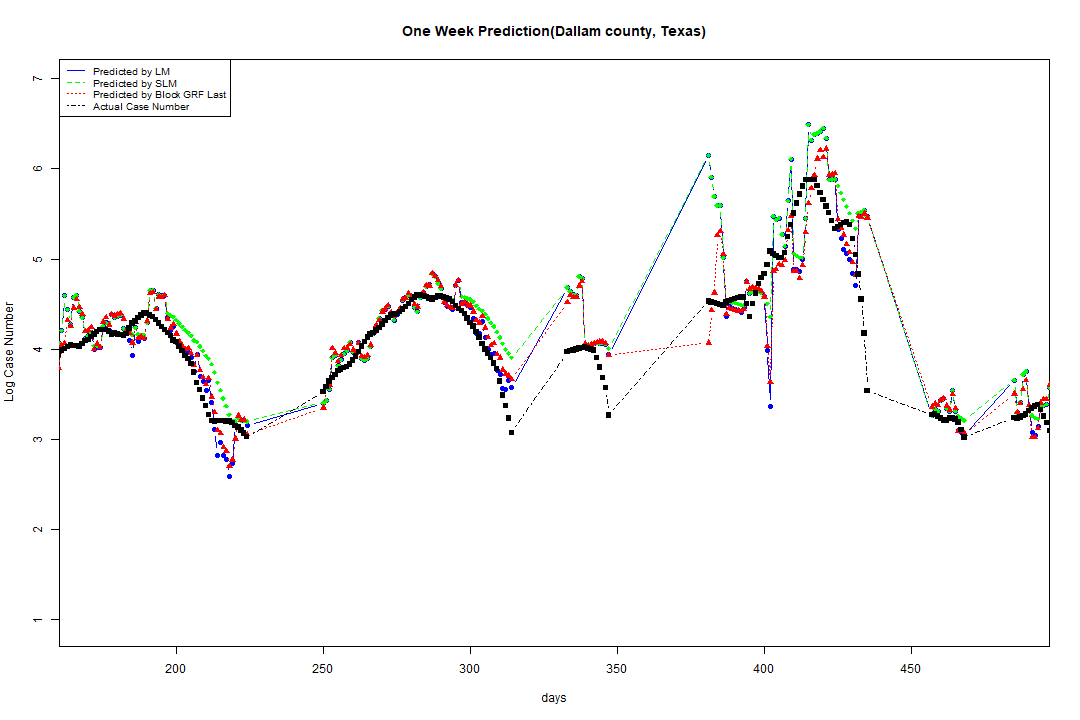 One Week Prediction(Dallam county, Texas)
Predicted by LM
Predicted by SLM
Predicted by Block GRF Last
Actual Case Number
7
6
5
4
3
2
1
Log Case Number
200 250 300 350 400 450
days